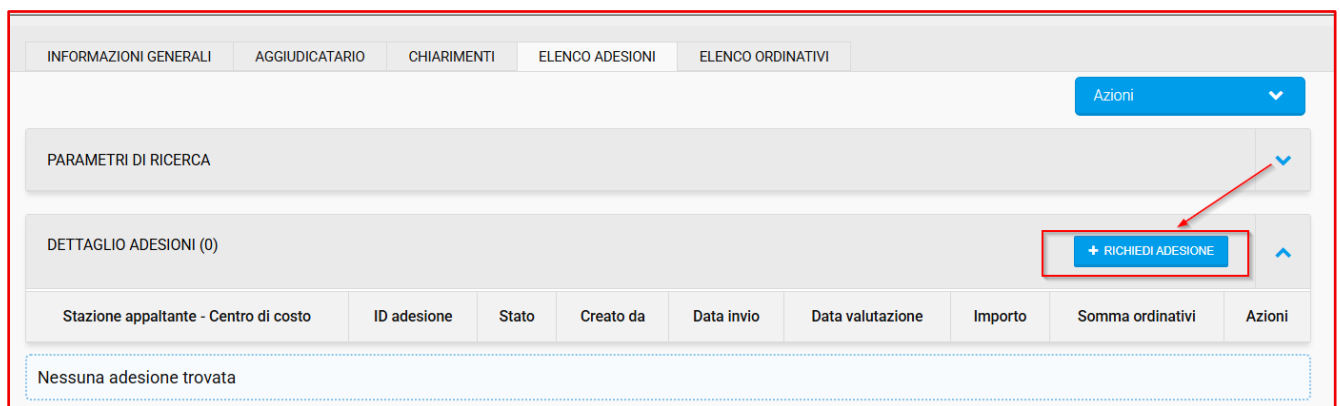 INFORMAZIONI GENERALI AGGIUDICATARIO CHIARIMENTI ELENCO ADESIONI ELENCO ORDINATIVI
Azioni
PARAMETRI DI RICERCA
DETTAGLIO ADESIONI (0) + RICHIEDI ADESIONE
Stazione appaltante - Centro di costo ID adesione Stato Creato da Data invio Data valutazione Importo Somma ordinativi Azioni
Nessuna adesione trovata